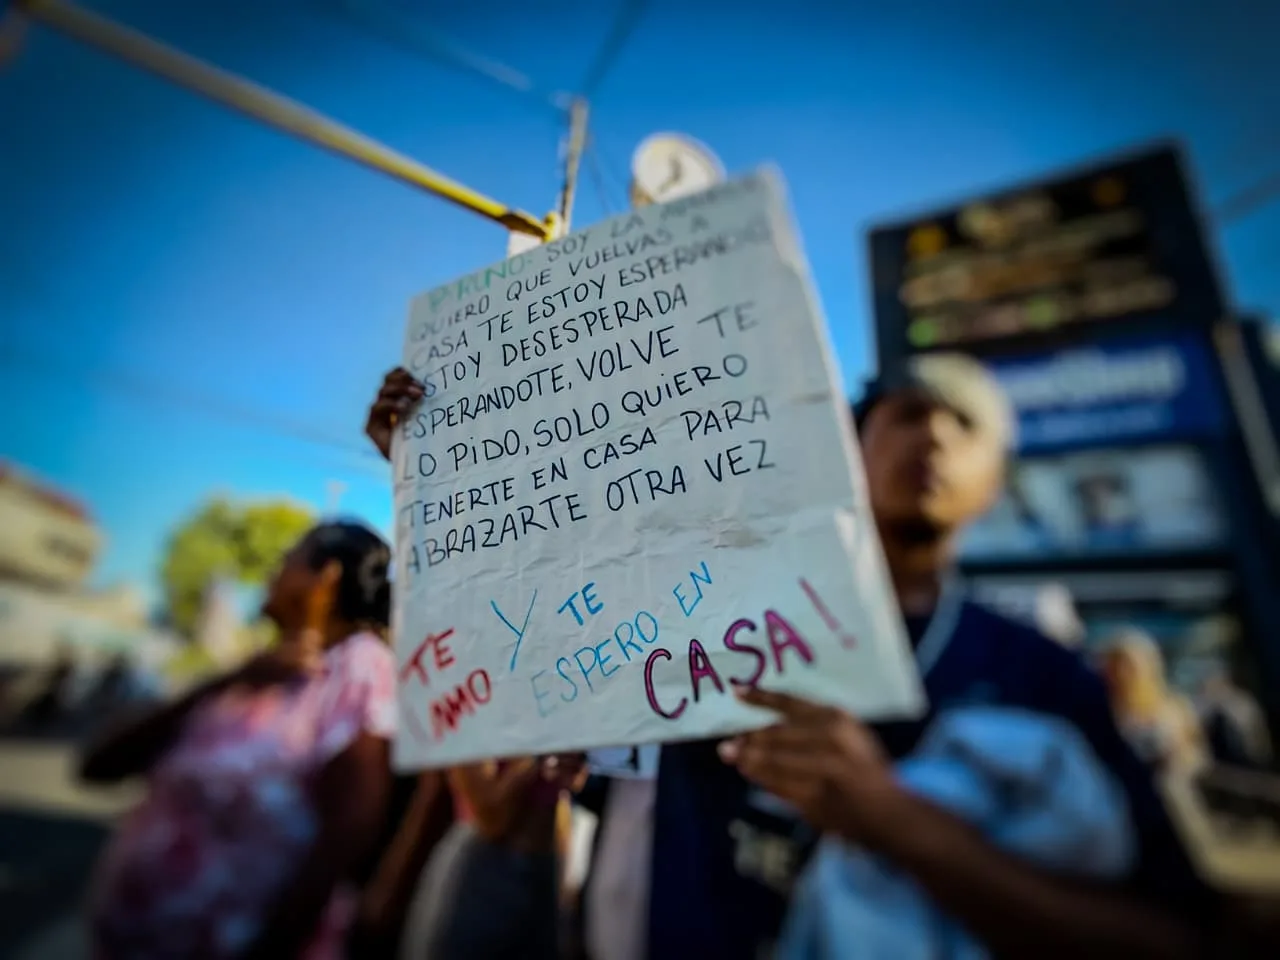 BRUNO: SOY LA
QUIERO QUE VUELVAS A
CASA TE ESTOY ESPERANDO
ESTOY DESESPERADA
ESPERANDOTE, VOLVE TE
LO PIDO, SOLO QUIERO
TENERTE EN CASA PARA
ABRAZARTE OTRA VEZ
TE AMO
Y TE
ESPERO EN
CASA!